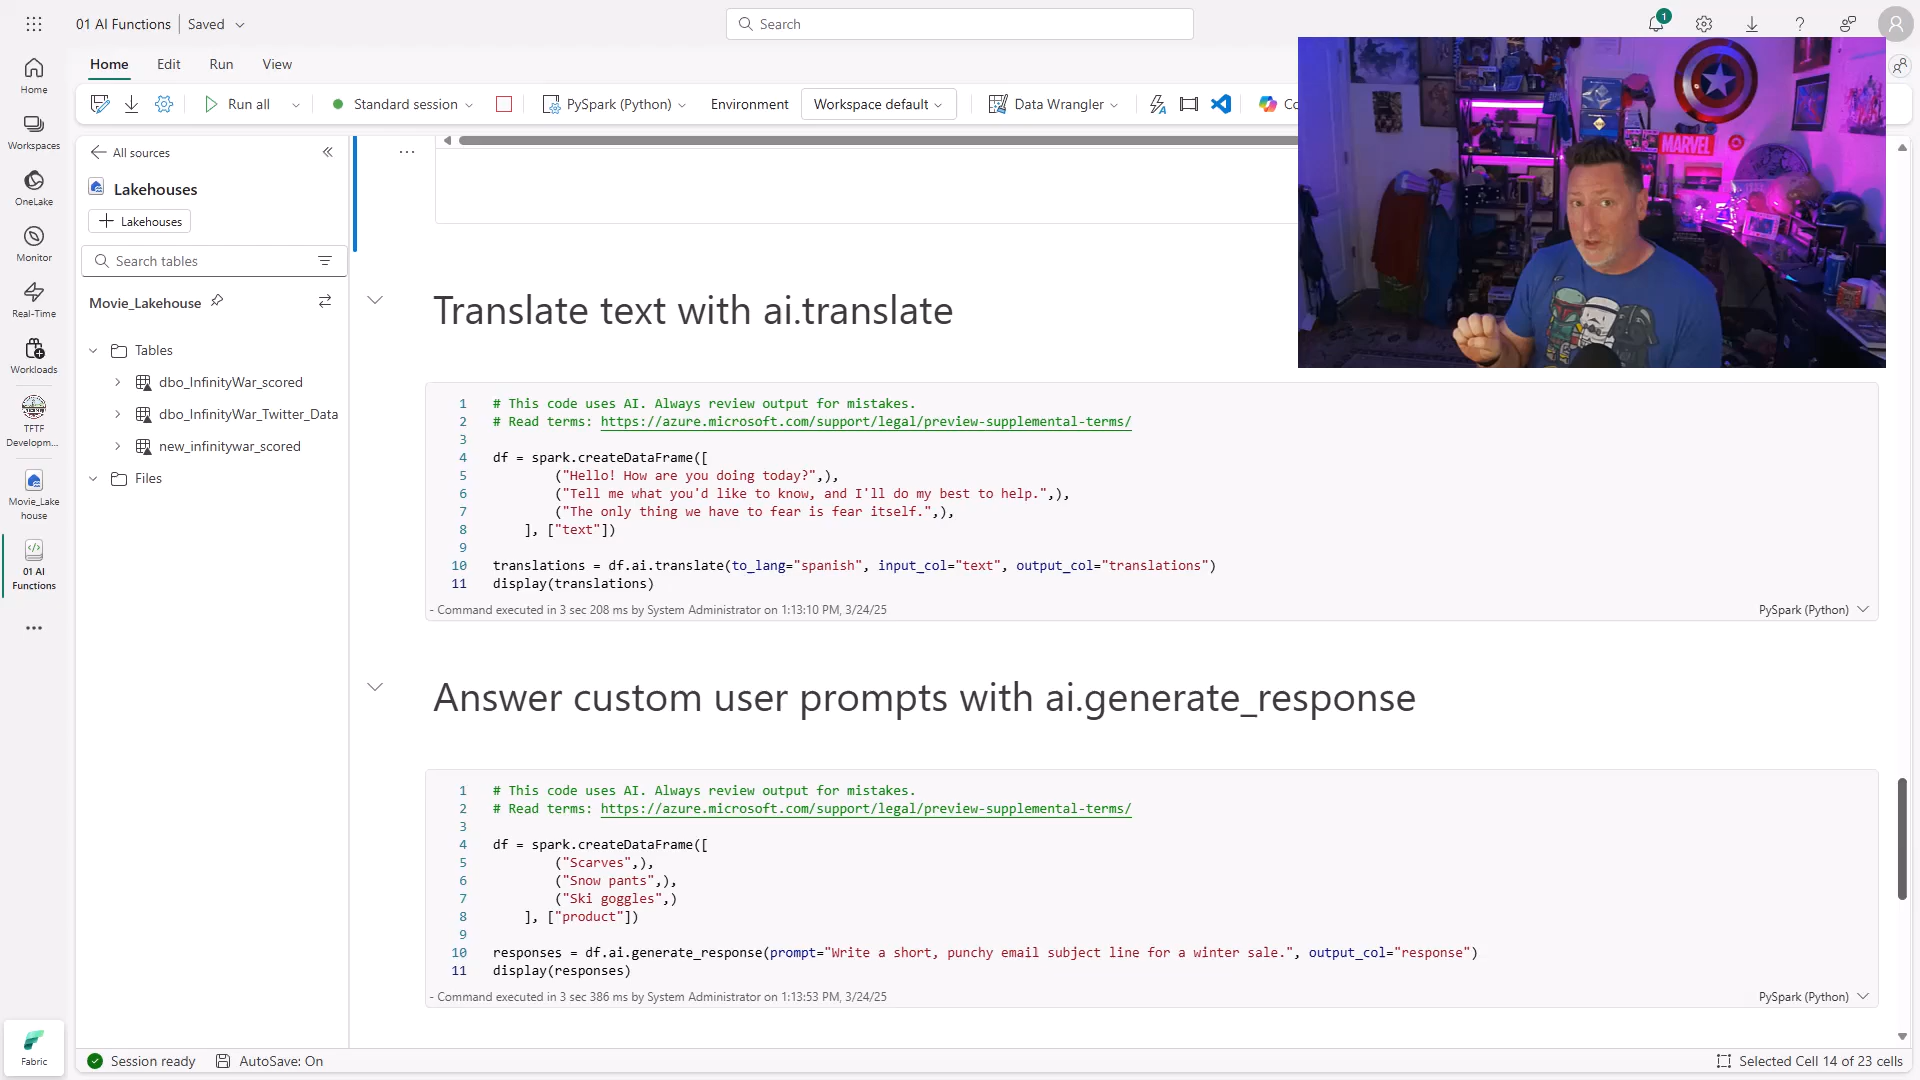 01 AI Functions
Saved
Search
1
Home
Edit
Run
View
Run all
Standard session
PySpark (Python)
Environment
Workspace default
Data Wrangler
Co
Home
Workspaces
OneLake
Monitor
Real-Time
Workloads
TFTF
Developm...
Movie_Lake
house
01 AI
Functions
Fabric
All sources
Lakehouses
Lakehouses
Search tables
Movie_Lakehouse
Tables
dbo_InfinityWar_scored
dbo_InfinityWar_Twitter_Data
new_infinitywar_scored
Files
MARVEL
Translate text with ai.translate
1 # This code uses AI. Always review output for mistakes.
2 # Read terms: https://azure.microsoft.com/support/legal/preview-supplemental-terms/
3
4 df = spark.createDataFrame([
5 ("Hello! How are you doing today?",),
6 ("Tell me what you'd like to know, and I'll do my best to help.",),
7 ("The only thing we have to fear is fear itself.",),
8 ], ["text"])
9
10 translations = df.ai.translate(to_lang="spanish", input_col="text", output_col="translations")
11 display(translations)
- Command executed in 3 sec 208 ms by System Administrator on 1:13:10 PM, 3/24/25
PySpark (Python)
Answer custom user prompts with ai.generate_response
1 # This code uses AI. Always review output for mistakes.
2 # Read terms: https://azure.microsoft.com/support/legal/preview-supplemental-terms/
3
4 df = spark.createDataFrame([
5 ("Scarves",),
6 ("Snow pants",),
7 ("Ski goggles",)
8 ], ["product"])
9
10 responses = df.ai.generate_response(prompt="Write a short, punchy email subject line for a winter sale.", output_col="response")
11 display(responses)
- Command executed in 3 sec 386 ms by System Administrator on 1:13:53 PM, 3/24/25
PySpark (Python)
Session ready
AutoSave: On
Selected Cell 14 of 23 cells